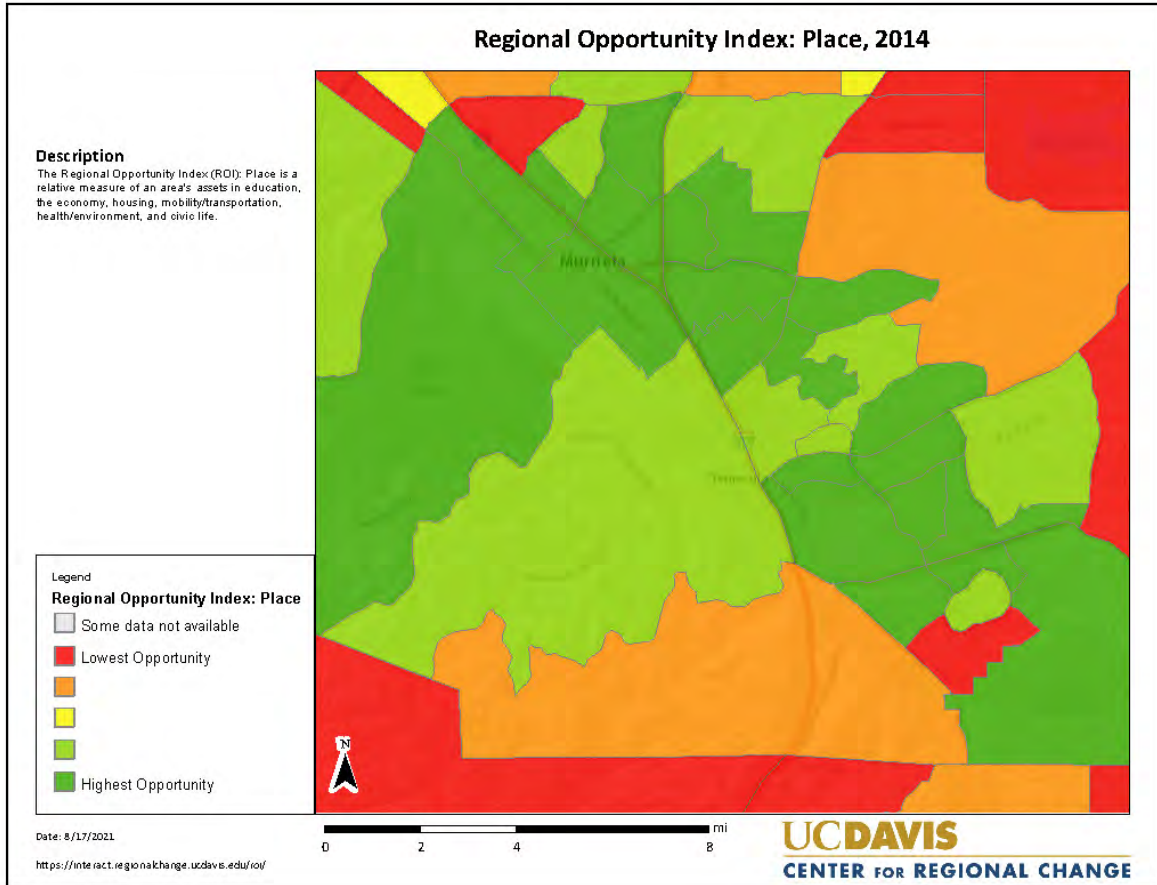 Regional Opportunity Index: Place, 2014
Description
The Regional Opportunity Index (ROI): Place is a
relative measure of an area's assets in education,
the economy, housing, mobility/transportation,
health/environment, and civic life.
Murrieta
Legend
Regional Opportunity Index: Place
Some data not available
Lowest Opportunity
Highest Opportunity
N
0 2 4 8 mi
Date: 8/17/2021
https://interact.regionalchange.ucdavis.edu/roi/
UCDAVIS
CENTER FOR REGIONAL CHANGE